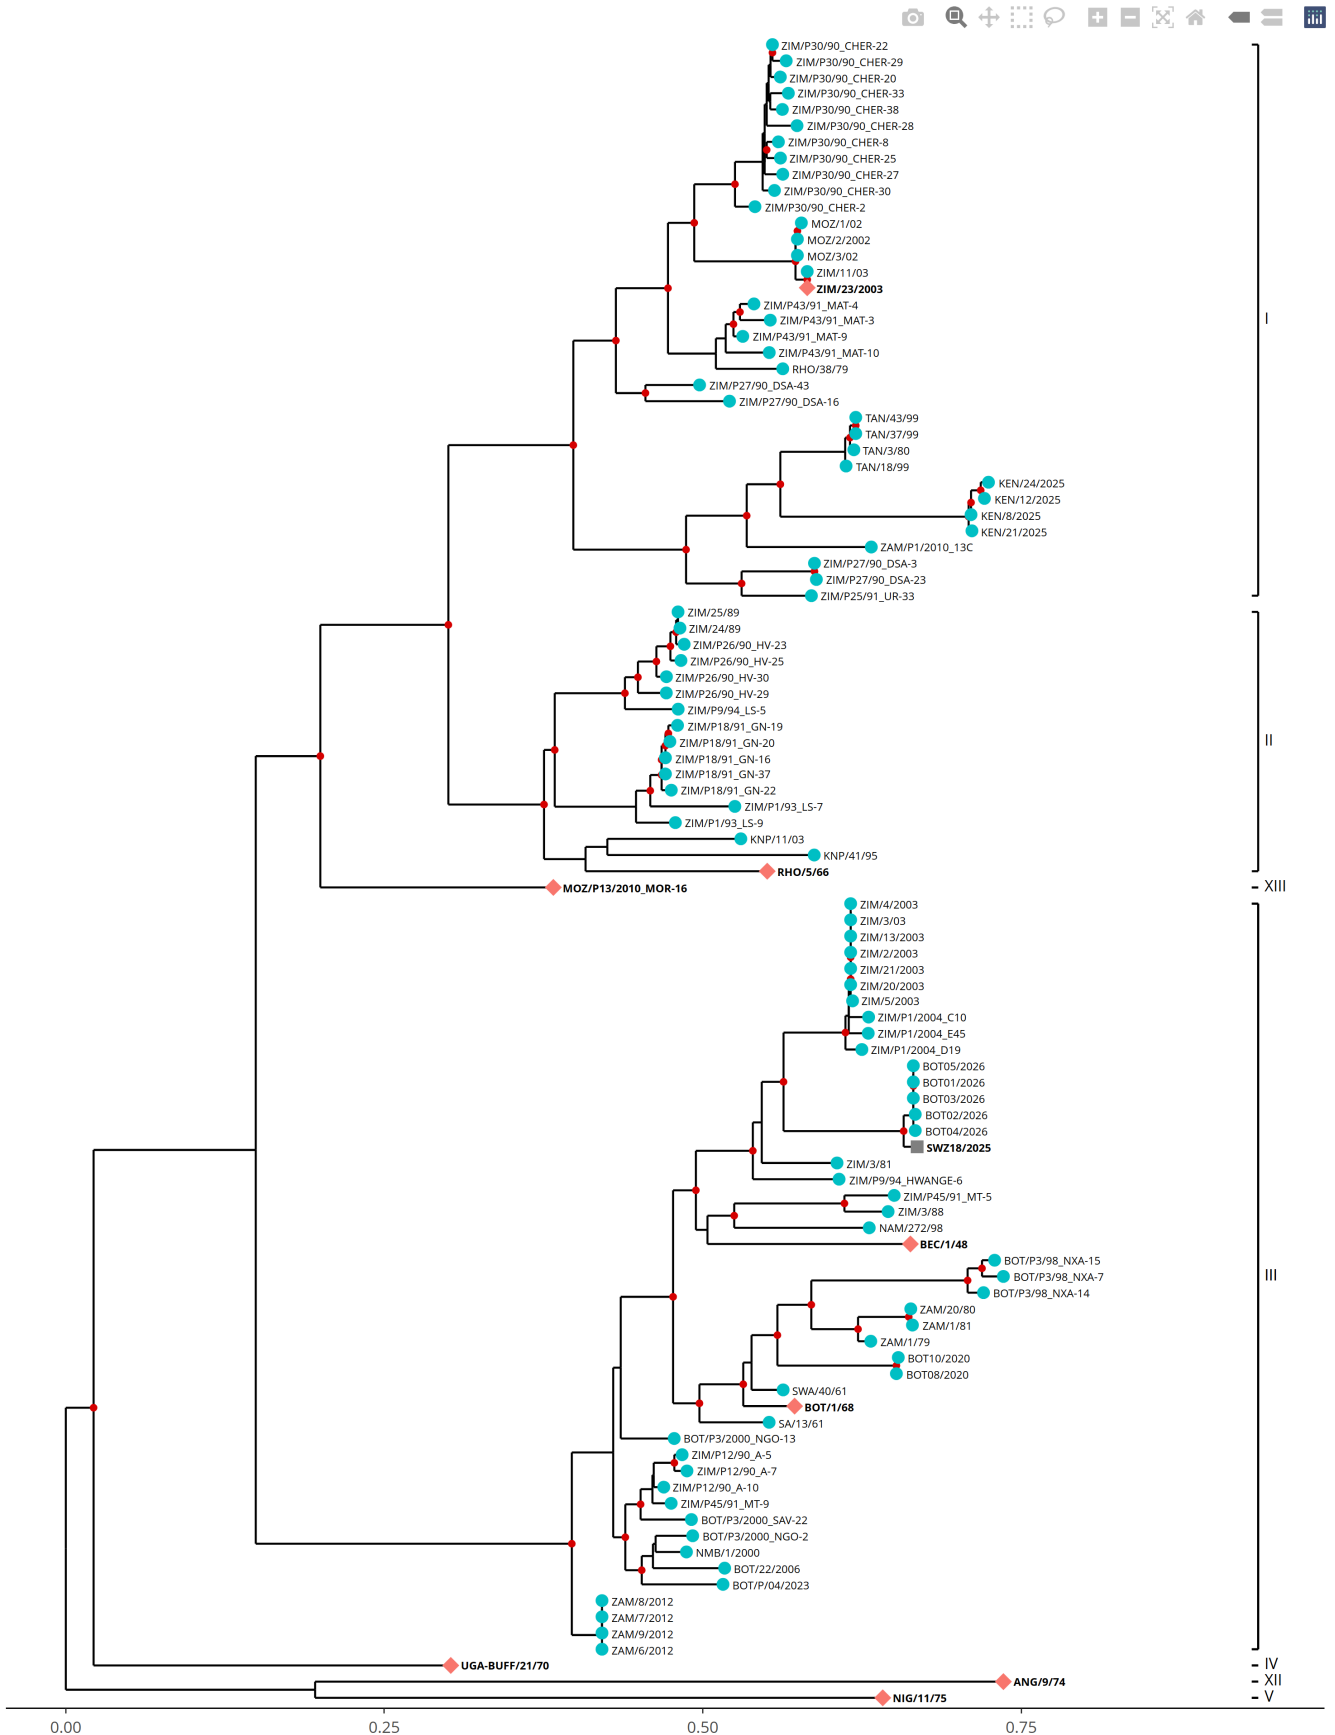 ZIM/P30/90_CHER-22
ZIM/P30/90_CHER-29
ZIM/P30/90_CHER-20
ZIM/P30/90_CHER-33
ZIM/P30/90_CHER-38
ZIM/P30/90_CHER-28
ZIM/P30/90_CHER-8
ZIM/P30/90_CHER-25
ZIM/P30/90_CHER-27
ZIM/P30/90_CHER-30
ZIM/P30/90_CHER-2
MOZ/1/02
MOZ/2/2002
MOZ/3/02
ZIM/11/03
ZIM/23/2003
ZIM/P43/91_MAT-4
I
ZIM/P43/91_MAT-3
ZIM/P43/91_MAT-9
ZIM/P43/91_MAT-10
RHO/38/79
ZIM/P27/90_DSA-43
ZIM/P27/90_DSA-16
TAN/43/99
TAN/37/99
TAN/3/80
TAN/18/99
KEN/24/2025
KEN/12/2025
KEN/8/2025
KEN/21/2025
ZAM/P1/2010_13C
ZIM/P27/90_DSA-3
ZIM/P27/90_DSA-23
ZIM/P25/91_UR-33
ZIM/25/89
ZIM/24/89
ZIM/P26/90_HV-23
ZIM/P26/90_HV-25
ZIM/P26/90_HV-30
ZIM/P26/90_HV-29
ZIM/P9/94_LS-5
ZIM/P18/91_GN-19
ZIM/P18/91_GN-20
II
ZIM/P18/91_GN-16
ZIM/P18/91_GN-37
ZIM/P18/91_GN-22
ZIM/P1/93_LS-7
ZIM/P1/93_LS-9
KNP/11/03
KNP/41/95
RHO/5/66
MOZ/P13/2010_MOR-16
XIII
ZIM/4/2003
ZIM/3/03
ZIM/13/2003
ZIM/2/2003
ZIM/21/2003
ZIM/20/2003
ZIM/5/2003
ZIM/P1/2004_C10
ZIM/P1/2004_E45
ZIM/P1/2004_D19
BOT05/2026
BOT01/2026
BOT03/2026
BOT02/2026
BOT04/2026
SWZ18/2025
ZIM/3/81
ZIM/P9/94_HWANGE-6
ZIM/P45/91_MT-5
ZIM/3/88
NAM/272/98
BEC/1/48
BOT/P3/98_NXA-15
BOT/P3/98_NXA-7
III
BOT/P3/98_NXA-14
ZAM/20/80
ZAM/1/81
ZAM/1/79
BOT10/2020
BOT08/2020
SWA/40/61
BOT/1/68
SA/13/61
BOT/P3/2000_NGO-13
ZIM/P12/90_A-5
ZIM/P12/90_A-7
ZIM/P12/90_A-10
ZIM/P45/91_MT-9
BOT/P3/2000_SAV-22
BOT/P3/2000_NGO-2
NMB/1/2000
BOT/22/2006
BOT/P/04/2023
ZAM/8/2012
ZAM/7/2012
ZAM/9/2012
ZAM/6/2012
UGA-BUFF/21/70
IV
ANG/9/74
XII
NIG/11/75
V
0.00 0.25 0.50 0.75